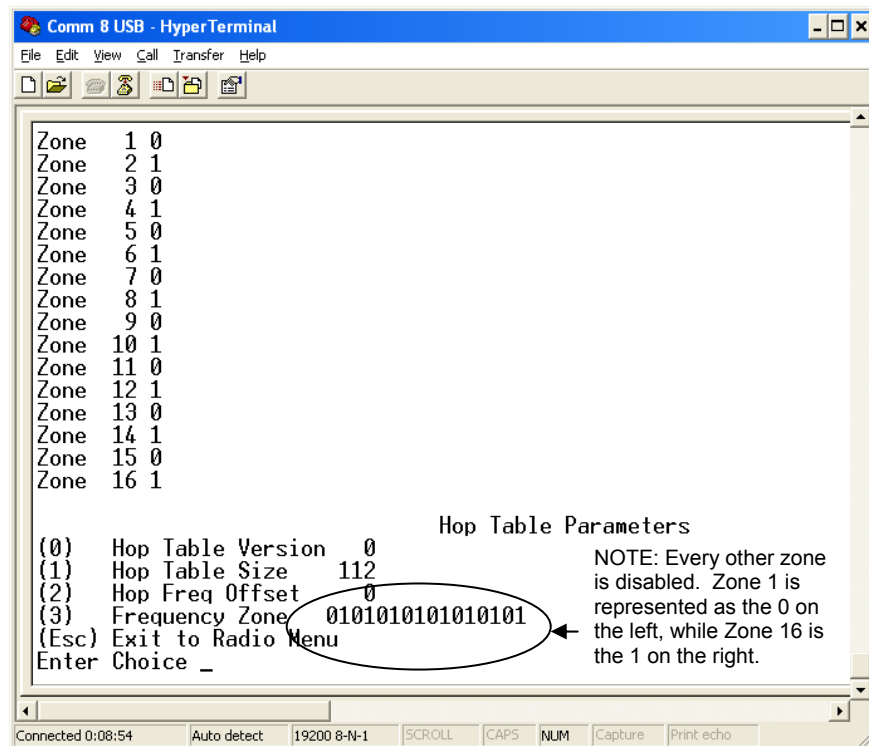 Comm 8 USB - HyperTerminal
File Edit View Call Transfer Help
Zone 1 0
Zone 2 1
Zone 3 0
Zone 4 1
Zone 5 0
Zone 6 1
Zone 7 0
Zone 8 1
Zone 9 0
Zone 10 1
Zone 11 0
Zone 12 1
Zone 13 0
Zone 14 1
Zone 15 0
Zone 16 1
Hop Table Parameters
(0) Hop Table Version 0
(1) Hop Table Size 112
(2) Hop Freq Offset 0
(3) Frequency Zone 0101010101010101
(Esc) Exit to Radio Menu
Enter Choice _
NOTE: Every other zone
is disabled. Zone 1 is
represented as the 0 on
the left, while Zone 16 is
the 1 on the right.
Connected 0:08:54 Auto detect 19200 8-N-1 SCROLL CAPS NUM Capture Print echo